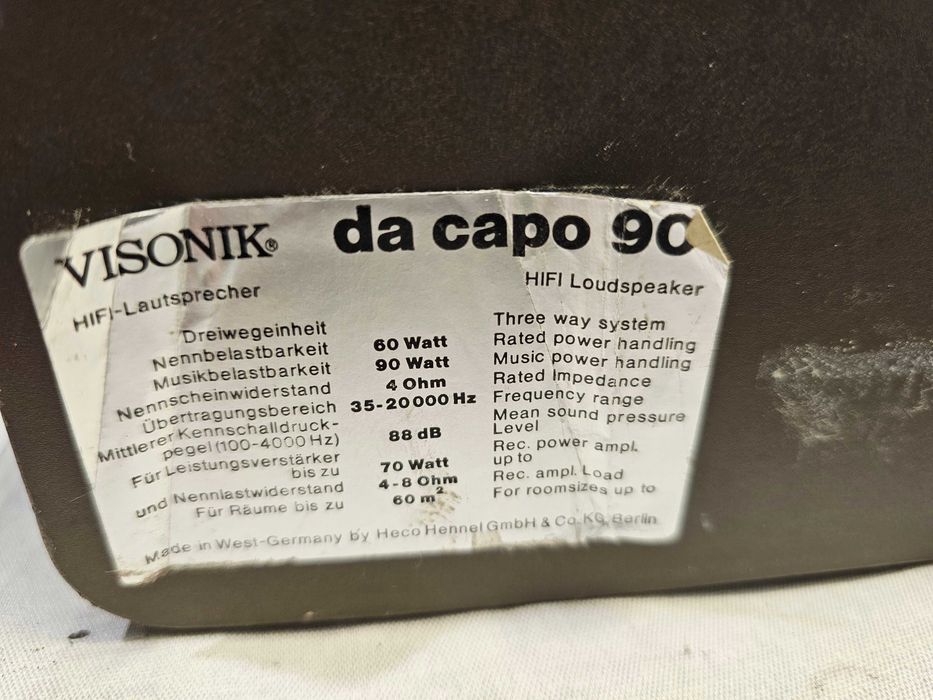 VISONIK® da capo 90
HIFI-Lautsprecher HIFI Loudspeaker
Dreiwegeinheit Three way system
Nennbelastbarkeit 60 Watt Rated power handling
Musikbelastbarkeit 90 Watt Music power handling
Nennscheinwiderstand 4 Ohm Rated Impedance
Übertragungsbereich 35-20000 Hz Frequency range
Mittlerer Kennschalldruck- Mean sound pressure
pegel (100-4000 Hz) 88 dB Level
Für Leistungsverstärker Rec. power ampl.
bis zu 70 Watt up to
und Nennlastwiderstand 4-8 Ohm Rec. ampl. Load
Für Räume bis zu 60 m² For roomsizes up to
Made in West-Germany by Heco Hennel GmbH & Co. KG, Berlin